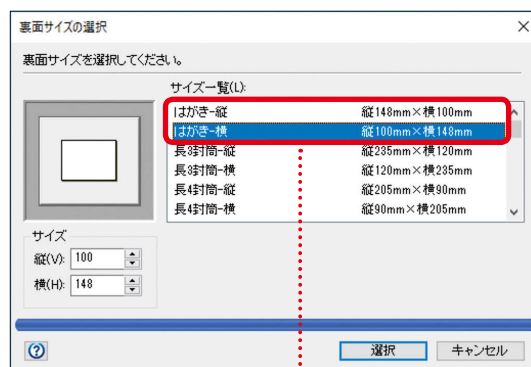 裏面サイズの選択
裏面サイズを選択してください。
サイズ一覧(L):
はがき-縦 縦148mm×横100mm
はがき-横 縦100mm×横148mm
長3封筒-縦 縦235mm×横120mm
長3封筒-横 縦120mm×横235mm
長4封筒-縦 縦205mm×横90mm
長4封筒-横 縦90mm×横205mm
サイズ
縦(V): 100
横(H): 148
選択 キャンセル